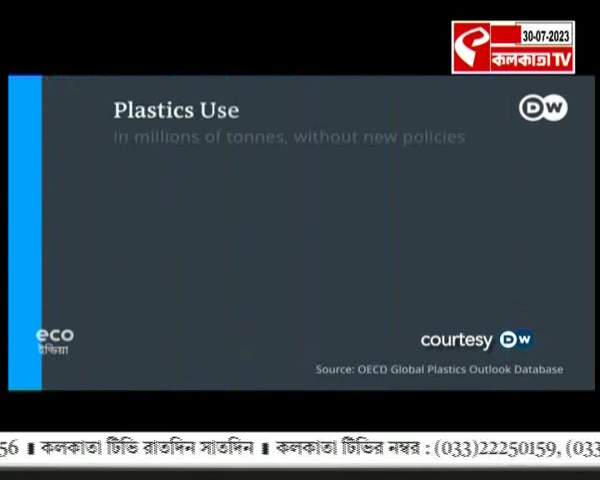 30-07-2023
কলকাতা TV
Plastics Use
DW
in millions of tonnes, without new policies
eco
ইন্ডিয়া
courtesy DW
Source: OECD Global Plastics Outlook Database
56 ▮ কলকাতা টিভি রাতদিন সাতদিন ▮ কলকাতা টিভির নম্বর : (033)22250159, (033